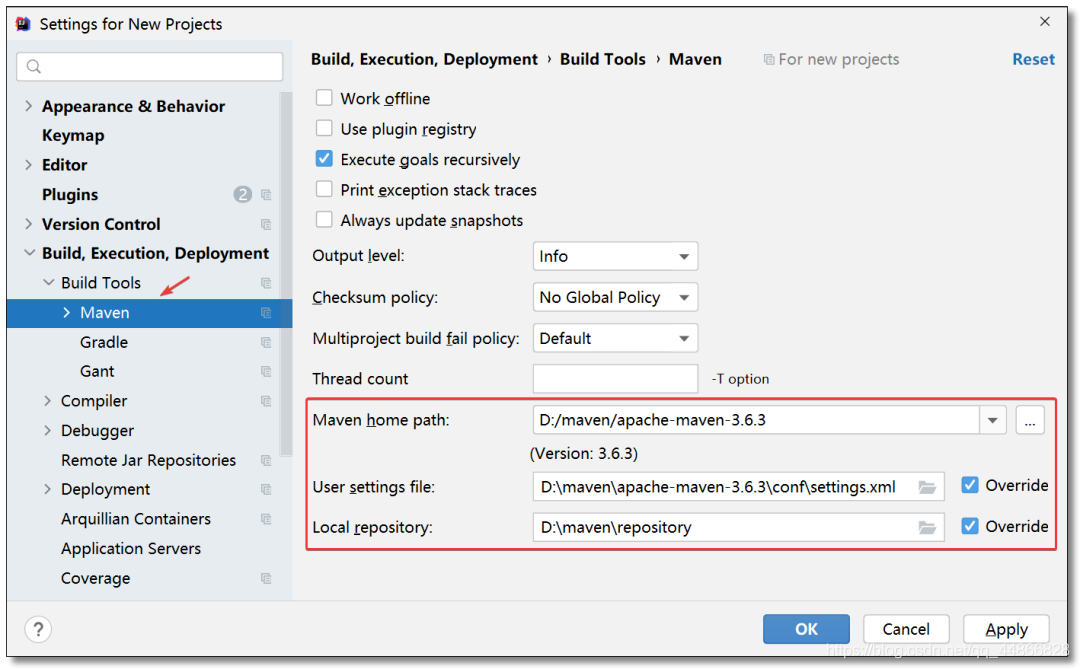 Settings for New Projects
Appearance & Behavior
Keymap
Editor
Plugins 2
Version Control
Build, Execution, Deployment
Build Tools
Maven
Gradle
Gant
Compiler
Debugger
Remote Jar Repositories
Deployment
Arquillian Containers
Application Servers
Coverage
Build, Execution, Deployment › Build Tools › Maven For new projects Reset
Work offline
Use plugin registry
Execute goals recursively
Print exception stack traces
Always update snapshots
Output level: Info
Checksum policy: No Global Policy
Multiproject build fail policy: Default
Thread count -T option
Maven home path: D:/maven/apache-maven-3.6.3 ...
(Version: 3.6.3)
User settings file: D:\maven\apache-maven-3.6.3\conf\settings.xml Override
Local repository: D:\maven\repository Override
? OK Cancel Apply
https://blog.csdn.net/qq_44866828